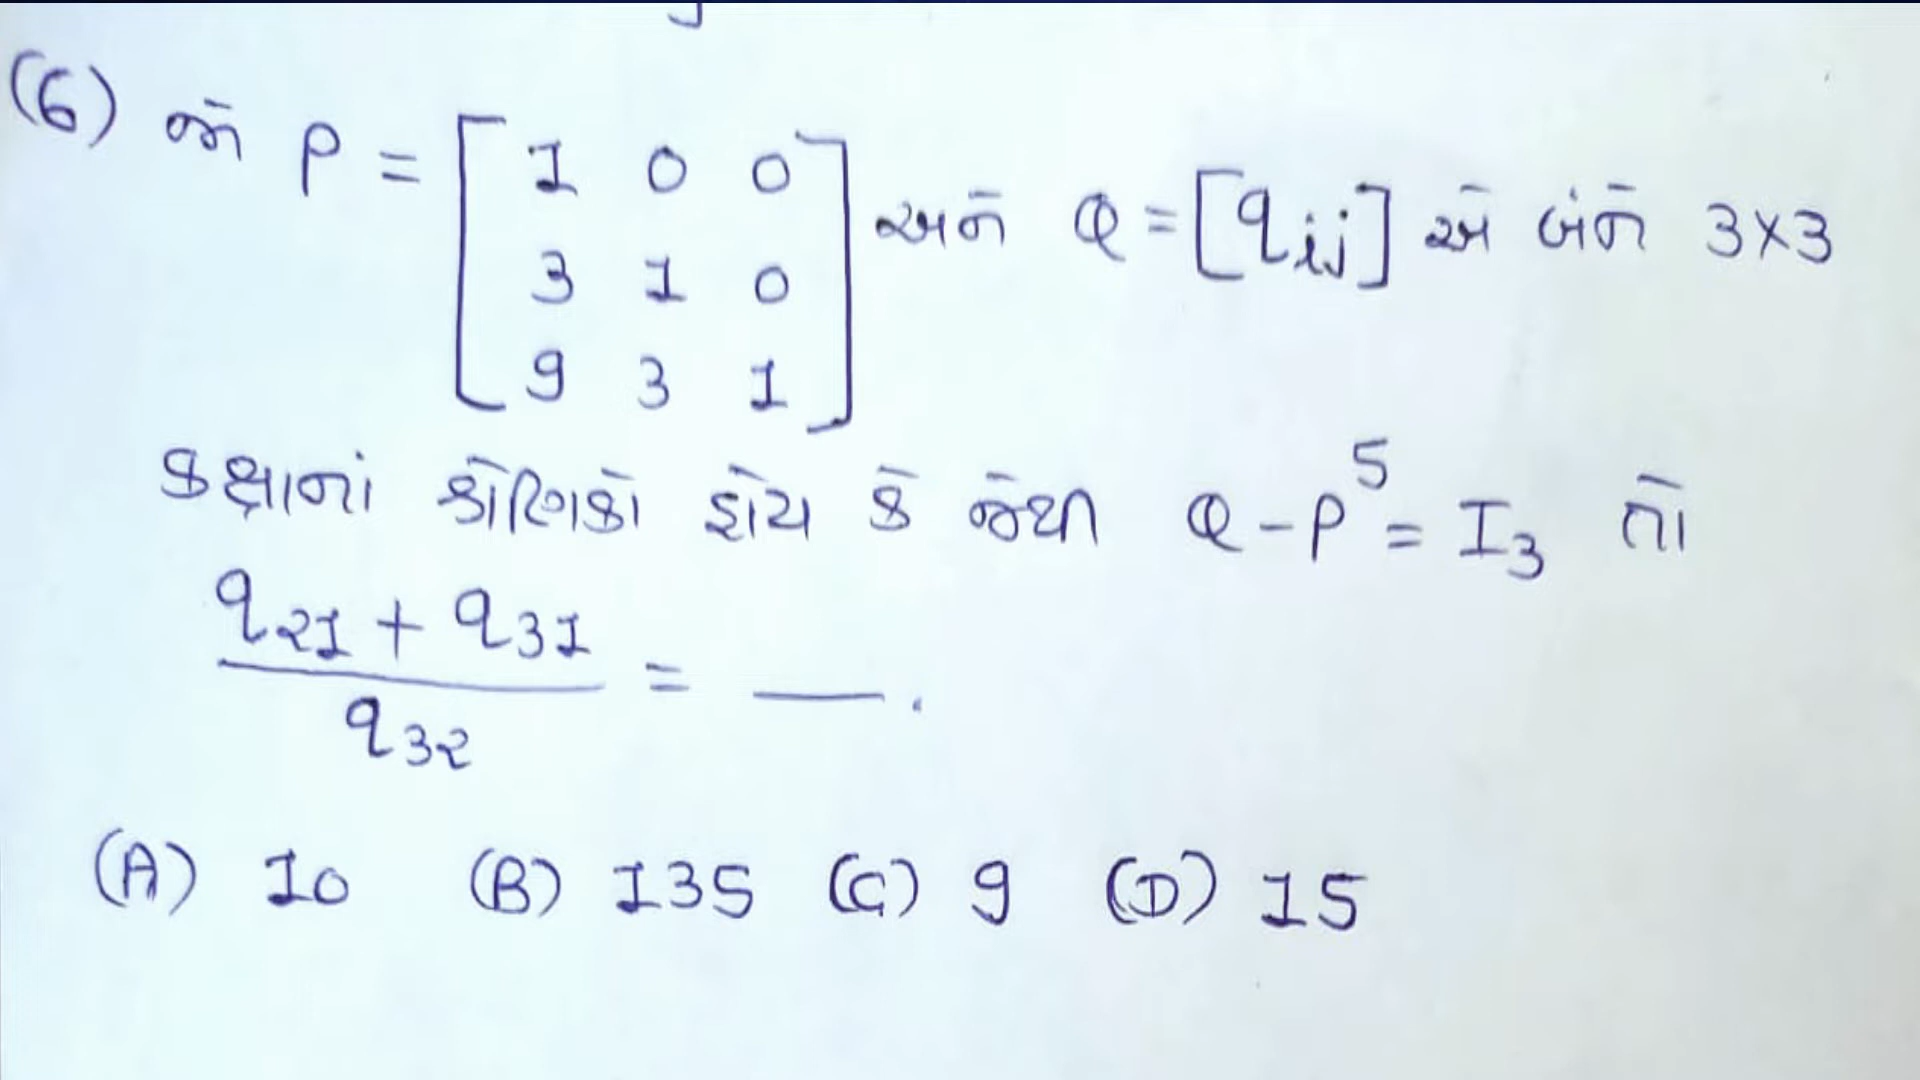 (6) જો P = [ 1 0 0 ] અને Q = [qij] એ બંને 3×3
3 1 0
9 3 1
કક્ષાનાં શ્રેણિકો હોય કે જેથી Q - P⁵ = I₃ તો
q₂₁ + q₃₁
= ___.
q₃₂
(A) 10 (B) 135 (C) 9 (D) 15